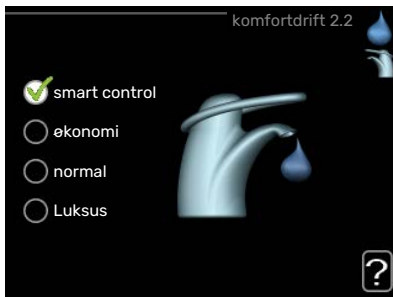 komfortdrift 2.2
smart control
økonomi
normal
Luksus
?